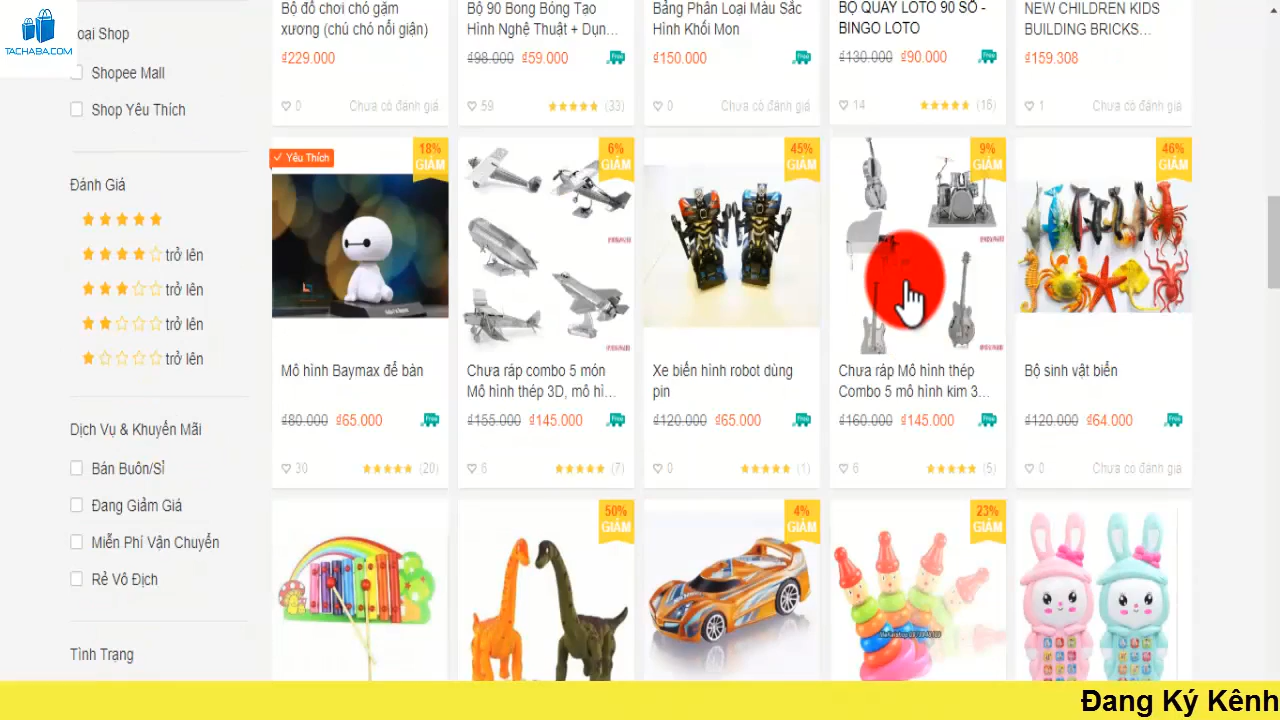 TACHABA.COM
oại Shop
Shopee Mall
Shop Yêu Thích
Đánh Giá
trở lên
trở lên
trở lên
trở lên
Dịch Vụ & Khuyến Mãi
Bán Buôn/Sỉ
Đang Giảm Giá
Miễn Phí Vận Chuyển
Rẻ Vô Địch
Tình Trạng
Bộ đồ chơi chó gặm
xương (chú chó nổi giận)
₫229.000
0 Chưa có đánh giá
Bộ 90 Bong Bóng Tạo
Hình Nghệ Thuật + Dụn...
₫98.000 ₫59.000 Free
59 (33)
Bảng Phân Loại Màu Sắc
Hình Khối Mon
₫150.000 Free
0 Chưa có đánh giá
BỘ QUAY LOTO 90 SỐ -
BINGO LOTO
₫130.000 ₫90.000 Free
14 (16)
NEW CHILDREN KIDS
BUILDING BRICKS...
₫159.308
1 Chưa có đánh giá
Yêu Thích
18%
GIẢM
Mô hình Baymax để bàn
₫80.000 ₫65.000 Free
30 (20)
6%
GIẢM
Chưa ráp combo 5 món
Mô hình thép 3D, mô hì...
₫155.000 ₫145.000 Free
6 (7)
45%
GIẢM
Xe biến hình robot dùng
pin
₫120.000 ₫65.000 Free
0 (1)
9%
GIẢM
Chưa ráp Mô hình thép
Combo 5 mô hình kim 3...
₫160.000 ₫145.000 Free
6 (5)
46%
GIẢM
Bộ sinh vật biển
₫120.000 ₫64.000 Free
0 Chưa có đánh giá
50%
GIẢM
4%
GIẢM
23%
GIẢM
Đang Ký Kênh